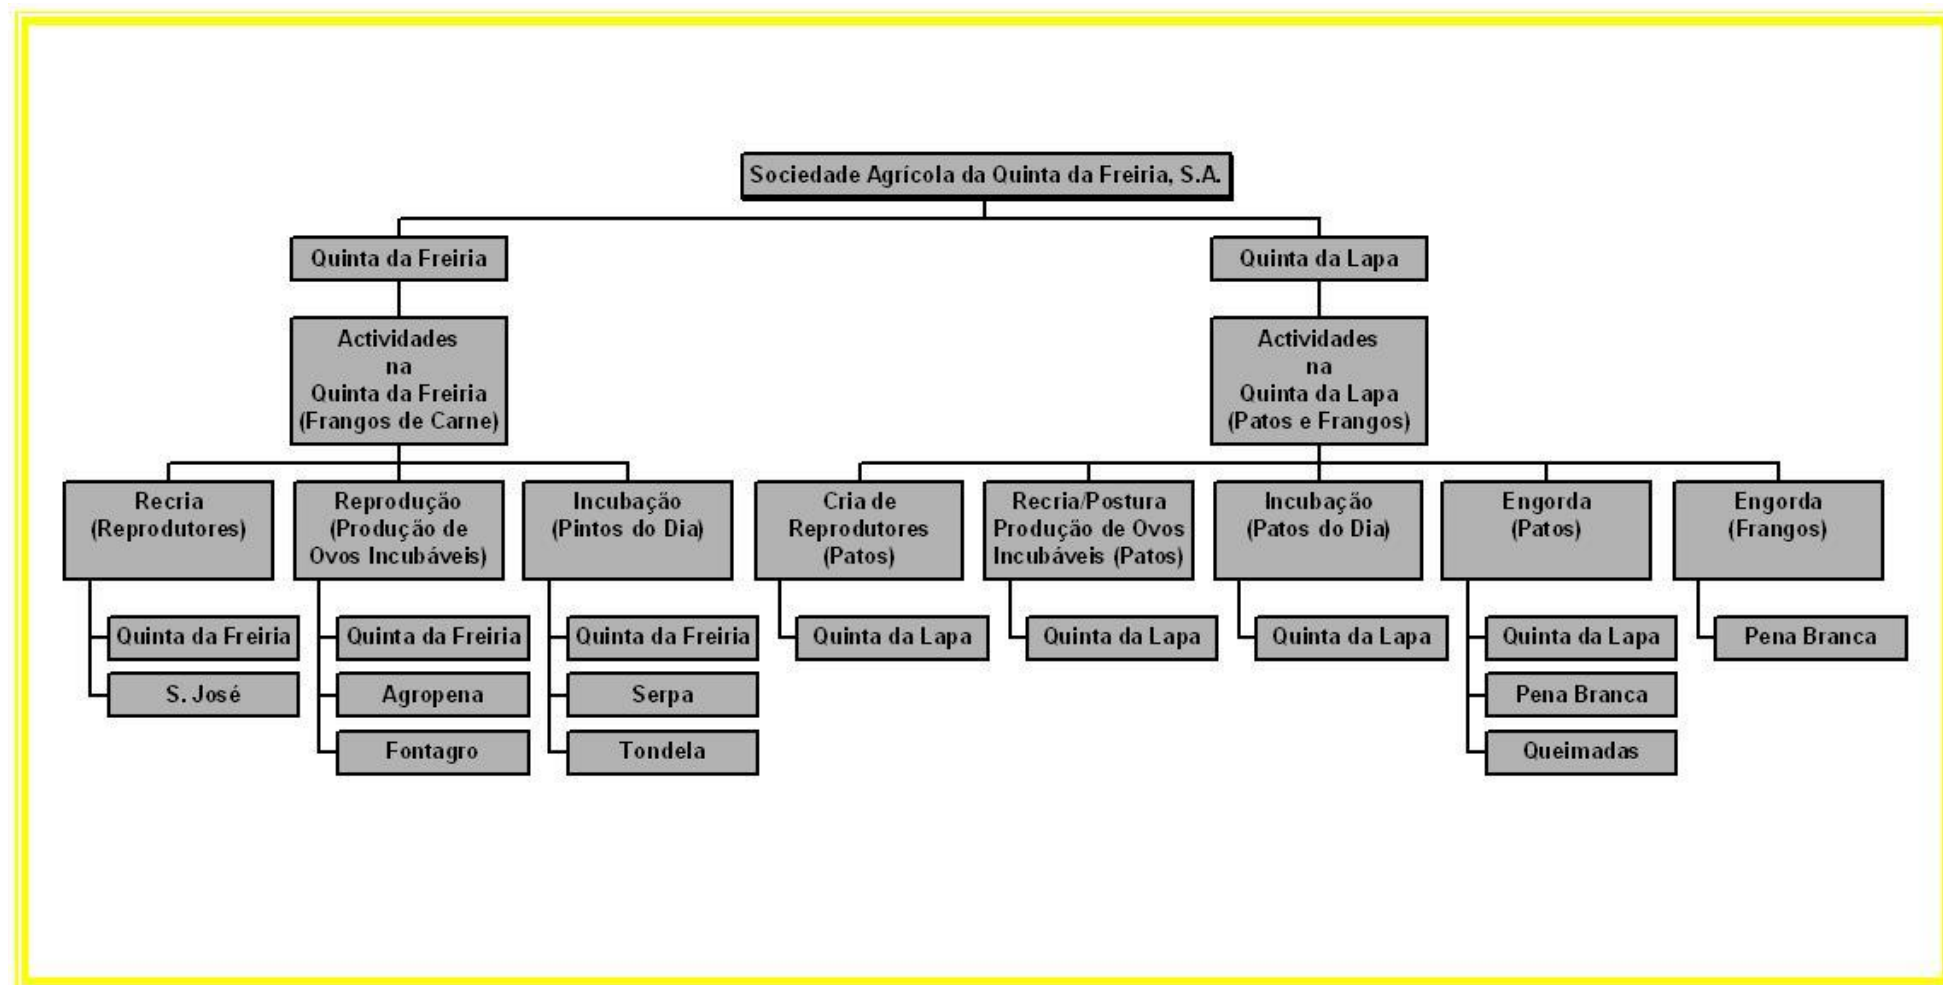 Sociedade Agrícola da Quinta da Freiria, S.A.
Quinta da Freiria
Quinta da Lapa
Actividades
na
Quinta da Freiria
(Frangos de Carne)
Actividades
na
Quinta da Lapa
(Patos e Frangos)
Recria
(Reprodutores)
Reprodução
(Produção de
Ovos Incubáveis)
Incubação
(Pintos do Dia)
Cria de
Reprodutores
(Patos)
Recria/Postura
Produção de Ovos
Incubáveis (Patos)
Incubação
(Patos do Dia)
Engorda
(Patos)
Engorda
(Frangos)
Quinta da Freiria
S. José
Quinta da Freiria
Agropena
Fontagro
Quinta da Freiria
Serpa
Tondela
Quinta da Lapa
Quinta da Lapa
Quinta da Lapa
Quinta da Lapa
Pena Branca
Queimadas
Pena Branca